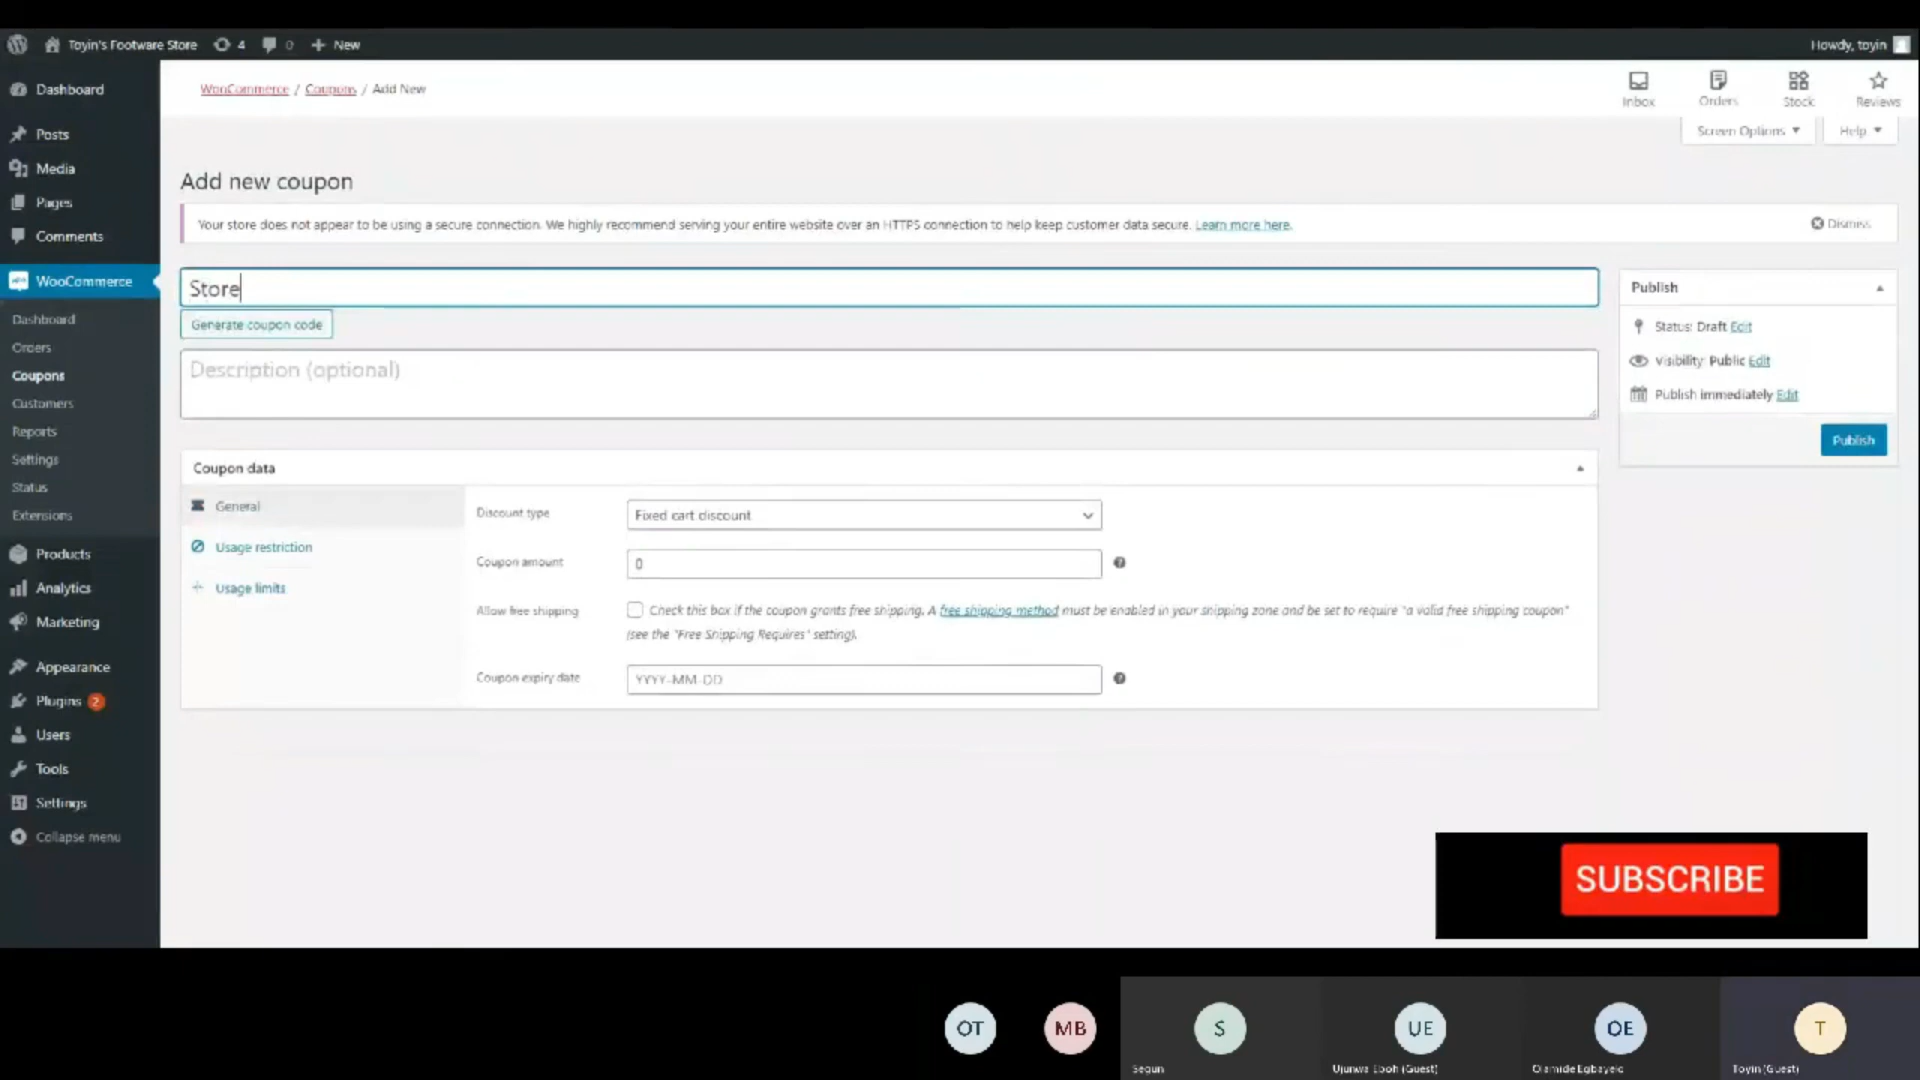 Toyin's Footware Store 4 0 New Howdy, toyin
Dashboard
Posts
Media
Pages
Comments
WooCommerce
Dashboard
Orders
Coupons
Customers
Reports
Settings
Status
Extensions
Products
Analytics
Marketing
Appearance
Plugins 2
Users
Tools
Settings
Collapse menu
WooCommerce / Coupons / Add New
Inbox
Orders
Stock
Reviews
Screen Options
Help
Add new coupon
Your store does not appear to be using a secure connection. We highly recommend serving your entire website over an HTTPS connection to help keep customer data secure. Learn more here.
Dismiss
Store
Generate coupon code
Description (optional)
Publish
Status: Draft Edit
Visibility: Public Edit
Publish immediately Edit
Publish
Coupon data
General
Usage restriction
Usage limits
Discount type Fixed cart discount
Coupon amount 0
Allow free shipping Check this box if the coupon grants free shipping. A free shipping method must be enabled in your shipping zone and be set to require "a valid free shipping coupon"
(see the "Free Shipping Requires" setting).
Coupon expiry date YYYY-MM-DD
SUBSCRIBE
OT
MB
S
UE
OE
T
Segun
(Guest)
Olamide Egbayelo
Toyin (Guest)